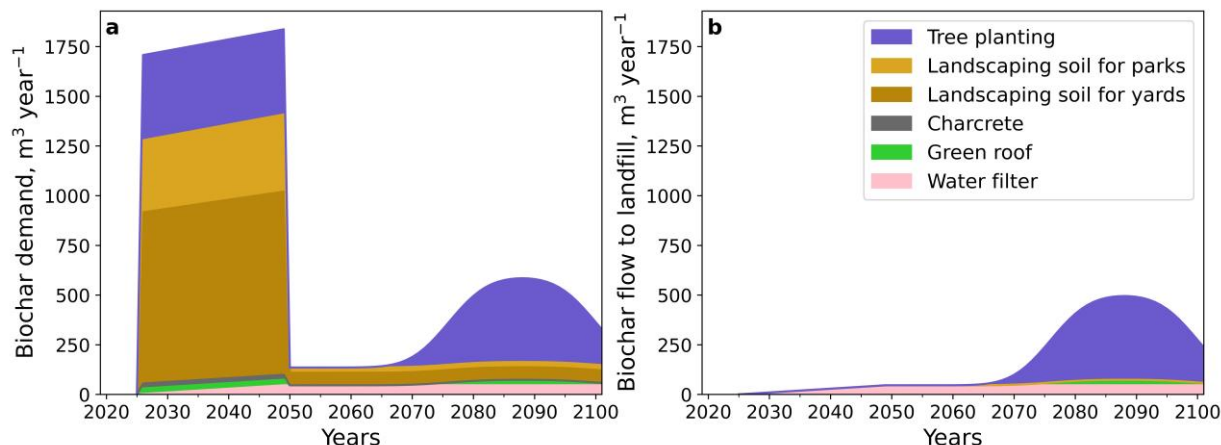 a
1750
1500
1250
1000
750
500
250
0
Biochar demand, m³ year⁻¹
2020 2030 2040 2050 2060 2070 2080 2090 2100
Years
b
1750
1500
1250
1000
750
500
250
0
Biochar flow to landfill, m³ year⁻¹
Tree planting
Landscaping soil for parks
Landscaping soil for yards
Charcrete
Green roof
Water filter
2020 2030 2040 2050 2060 2070 2080 2090 2100
Years